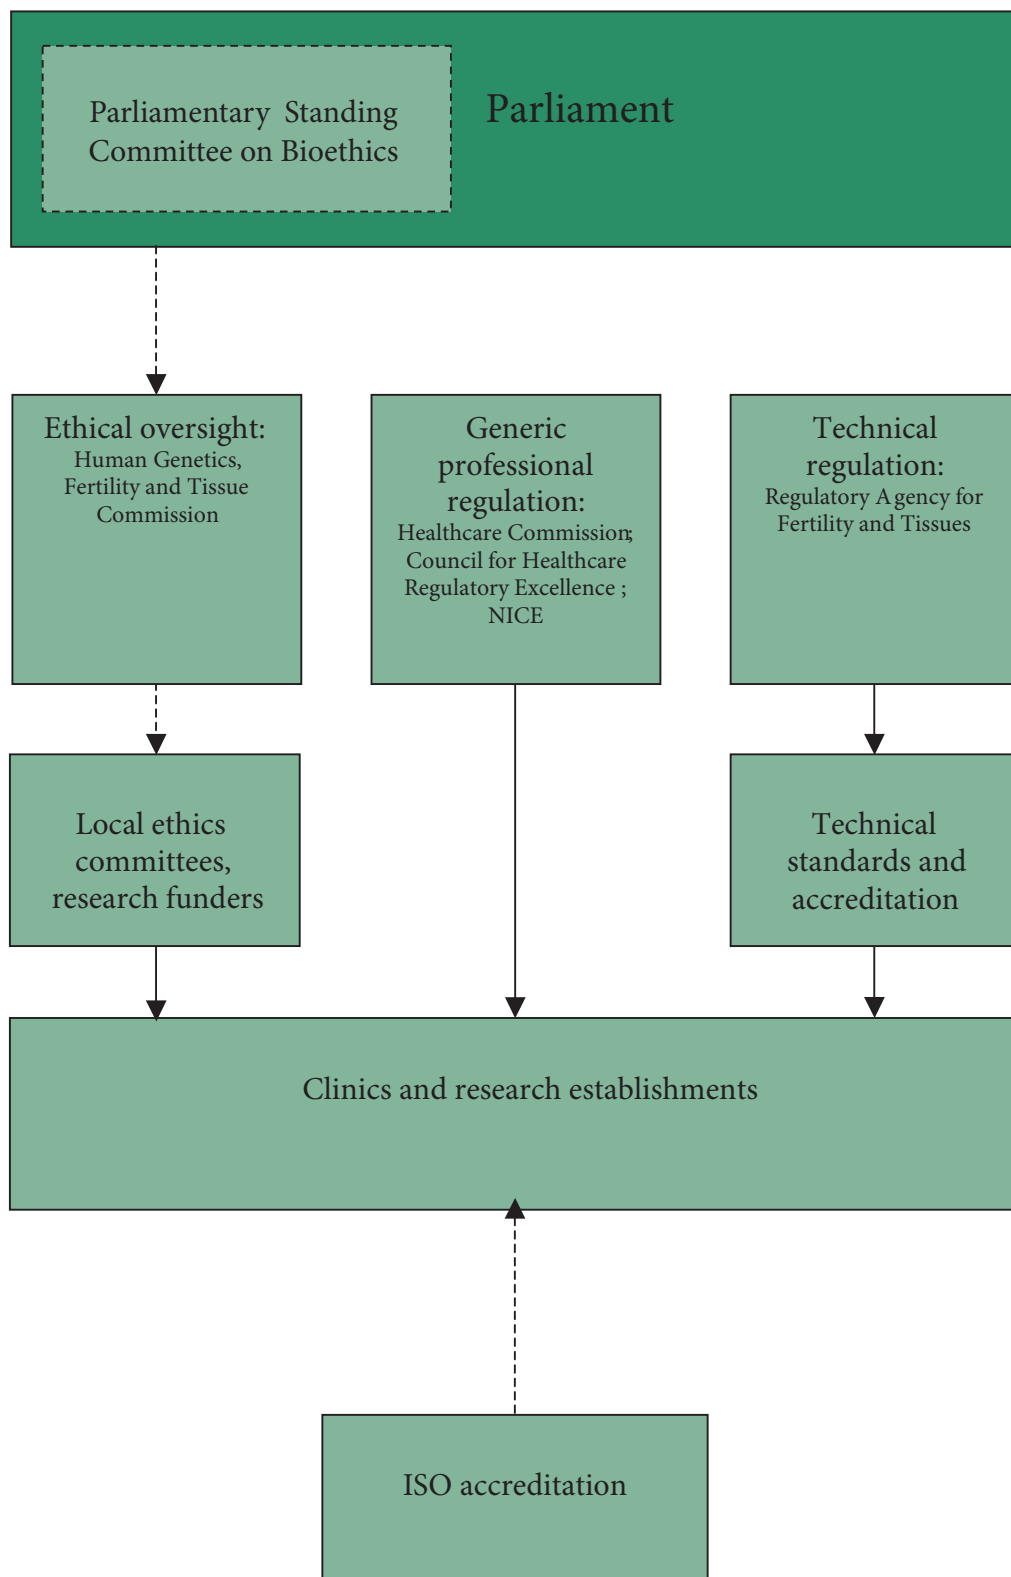 Parliamentary Standing
Committee on Bioethics
Parliament
Ethical oversight:
Human Genetics,
Fertility and Tissue
Commission
Generic
professional
regulation:
Healthcare Commission;
Council for Healthcare
Regulatory Excellence ;
NICE
Technical
regulation:
Regulatory Agency for
Fertility and Tissues
Local ethics
committees,
research funders
Technical
standards and
accreditation
Clinics and research establishments
ISO accreditation